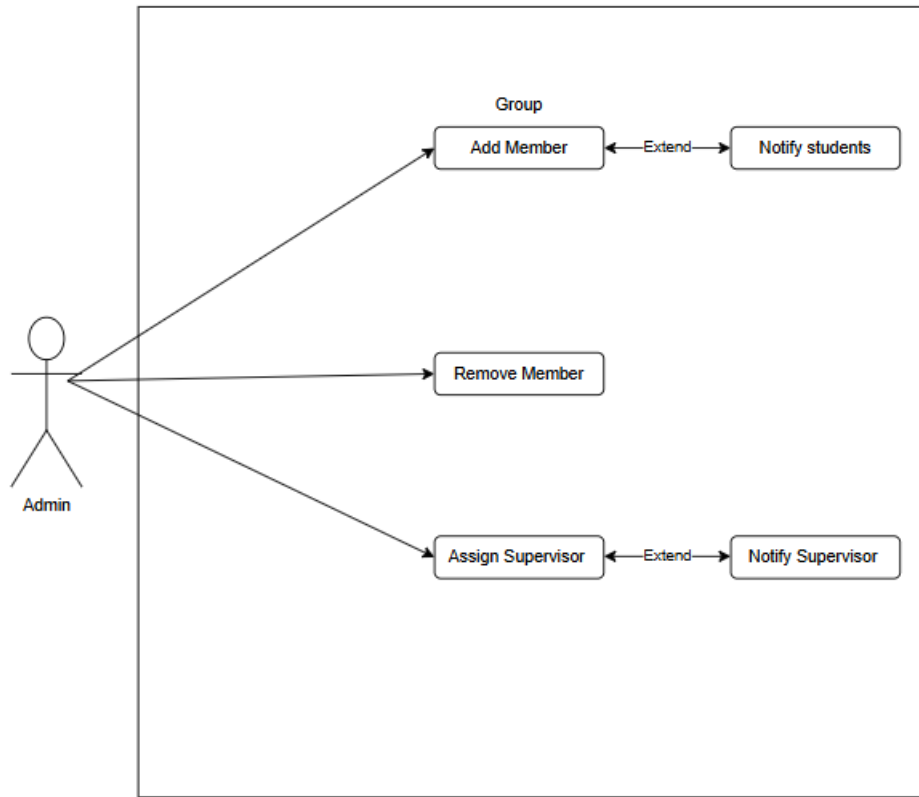 Group
Add Member
Extend
Notify students
Remove Member
Admin
Assign Supervisor
Extend
Notify Supervisor